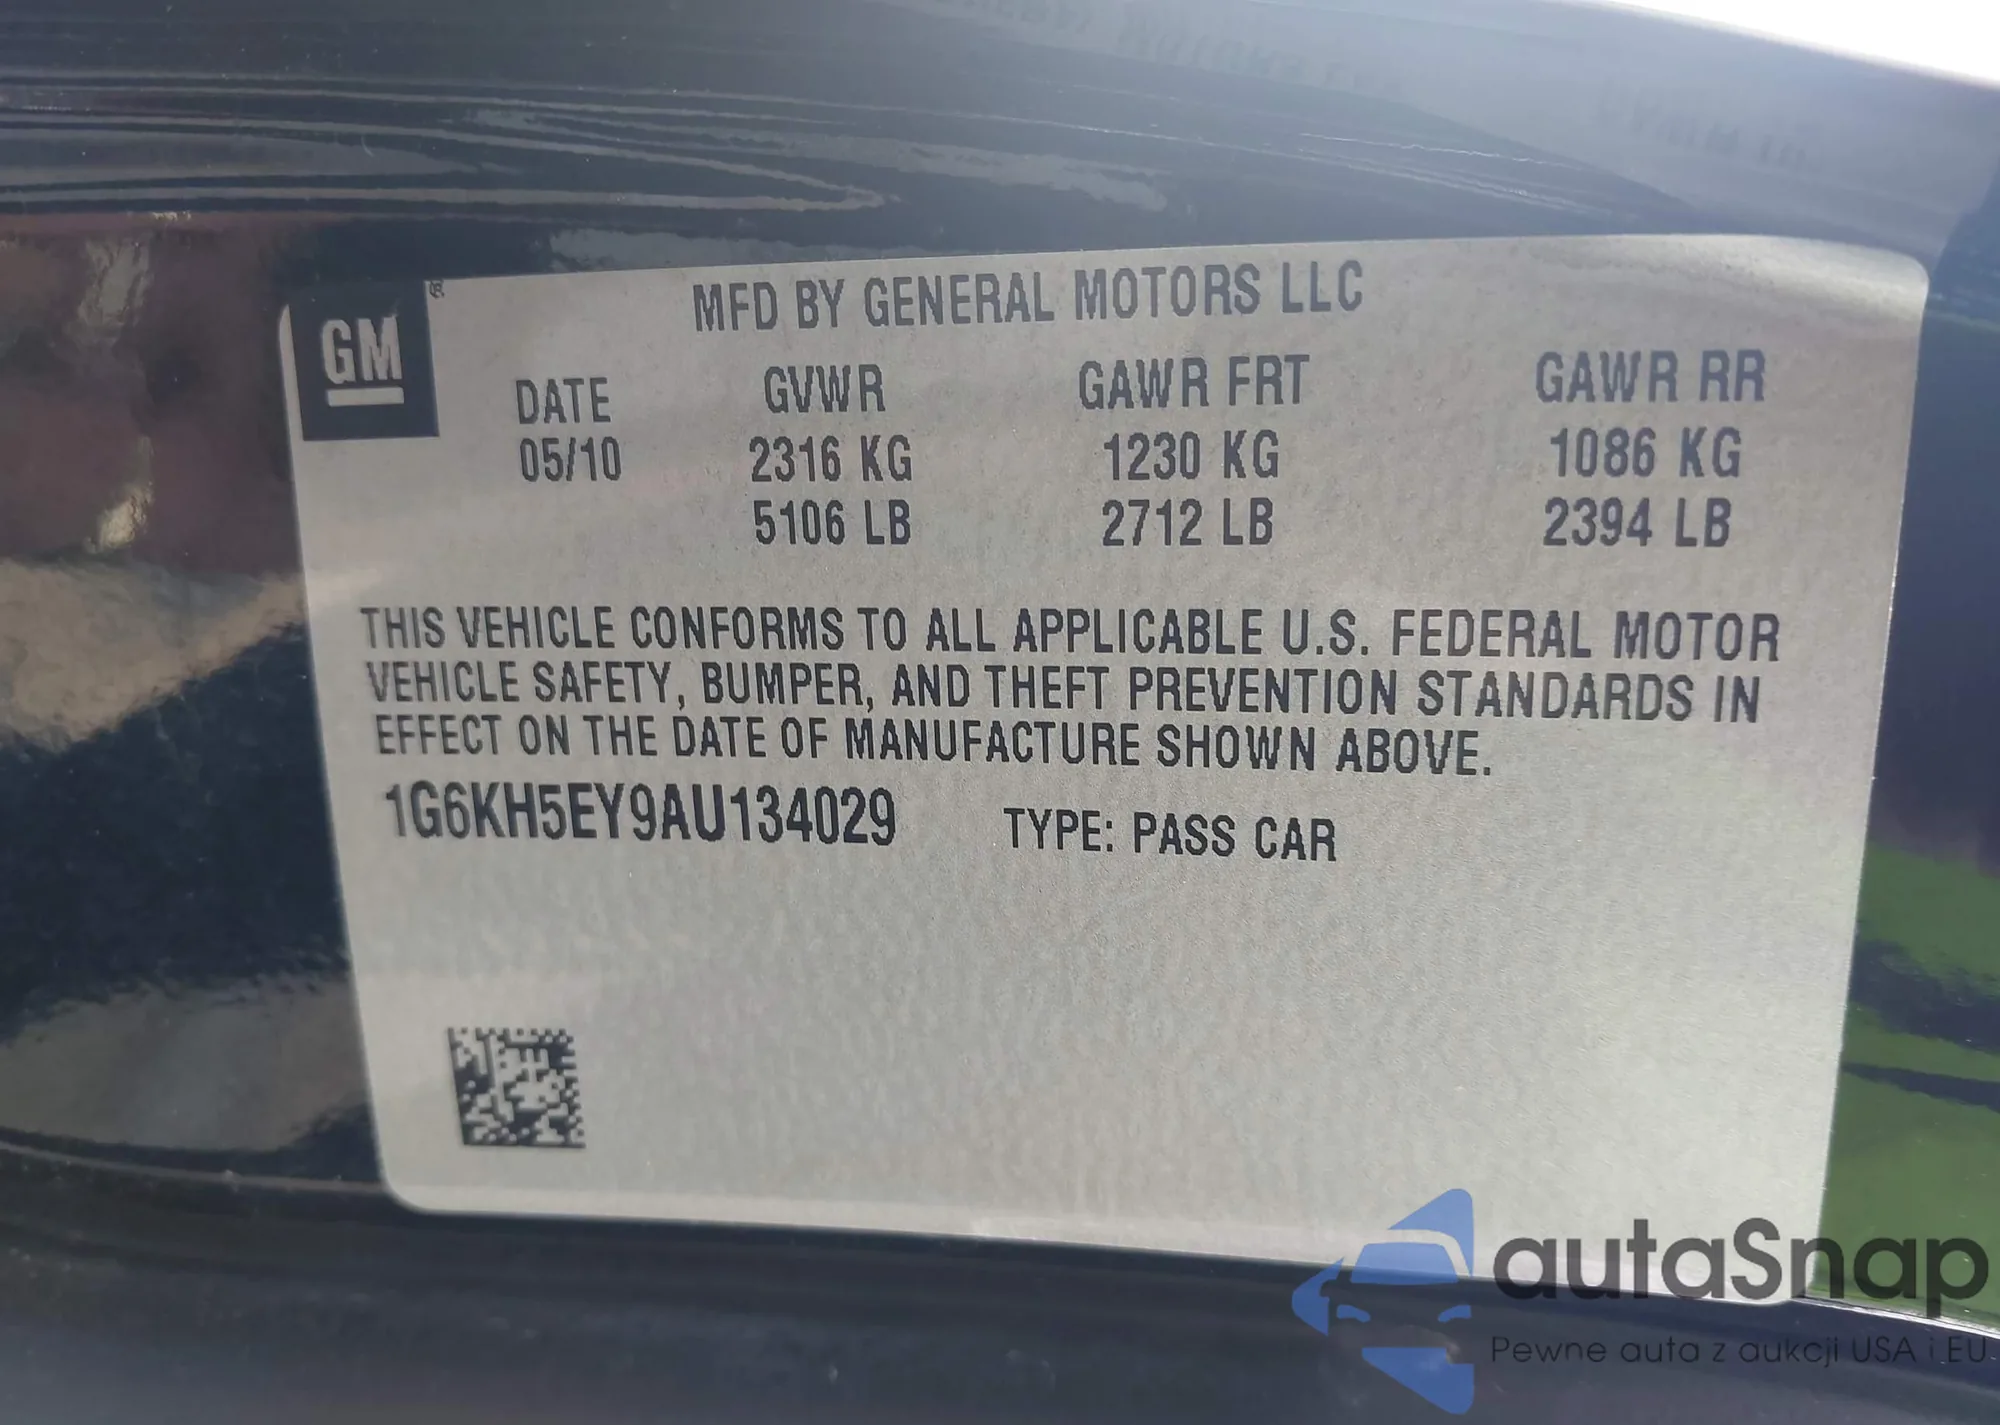 MFD BY GENERAL MOTORS LLC
GM ®
DATE GVWR GAWR FRT GAWR RR
05/10 2316 KG 1230 KG 1086 KG
5106 LB 2712 LB 2394 LB
THIS VEHICLE CONFORMS TO ALL APPLICABLE U.S. FEDERAL MOTOR
VEHICLE SAFETY, BUMPER, AND THEFT PREVENTION STANDARDS IN
EFFECT ON THE DATE OF MANUFACTURE SHOWN ABOVE.
1G6KH5EY9AU134029 TYPE: PASS CAR
autaSnap
Pewne auta z aukcji USA i EU